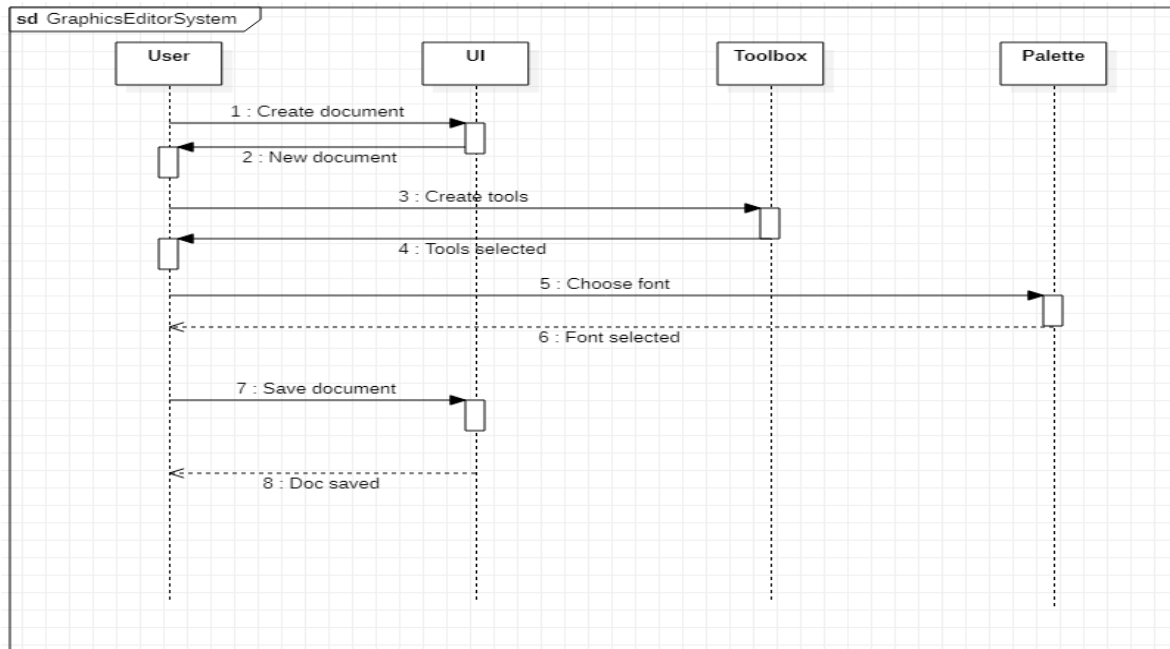 sd GraphicsEditorSystem
User
UI
Toolbox
Palette
1 : Create document
2 : New document
3 : Create tools
4 : Tools selected
5 : Choose font
6 : Font selected
7 : Save document
8 : Doc saved